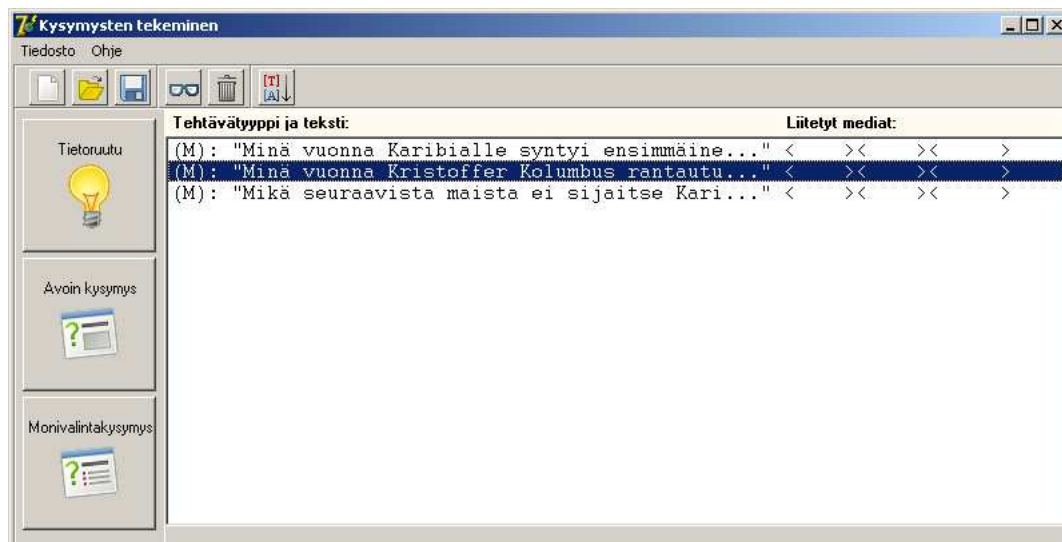 Kysymysten tekeminen
Tiedosto Ohje
[T]
[A]
Tehtävätyyppi ja teksti: Liitetyt mediat:
(M): "Minä vuonna Karibialle syntyi ensimmäine..." < >< >< >
(M): "Minä vuonna Kristoffer Kolumbus rantautu..." < >< >< >
(M): "Mikä seuraavista maista ei sijaitse Kari..." < >< >< >
Tietoruutu
Avoin kysymys
Monivalintakysymys